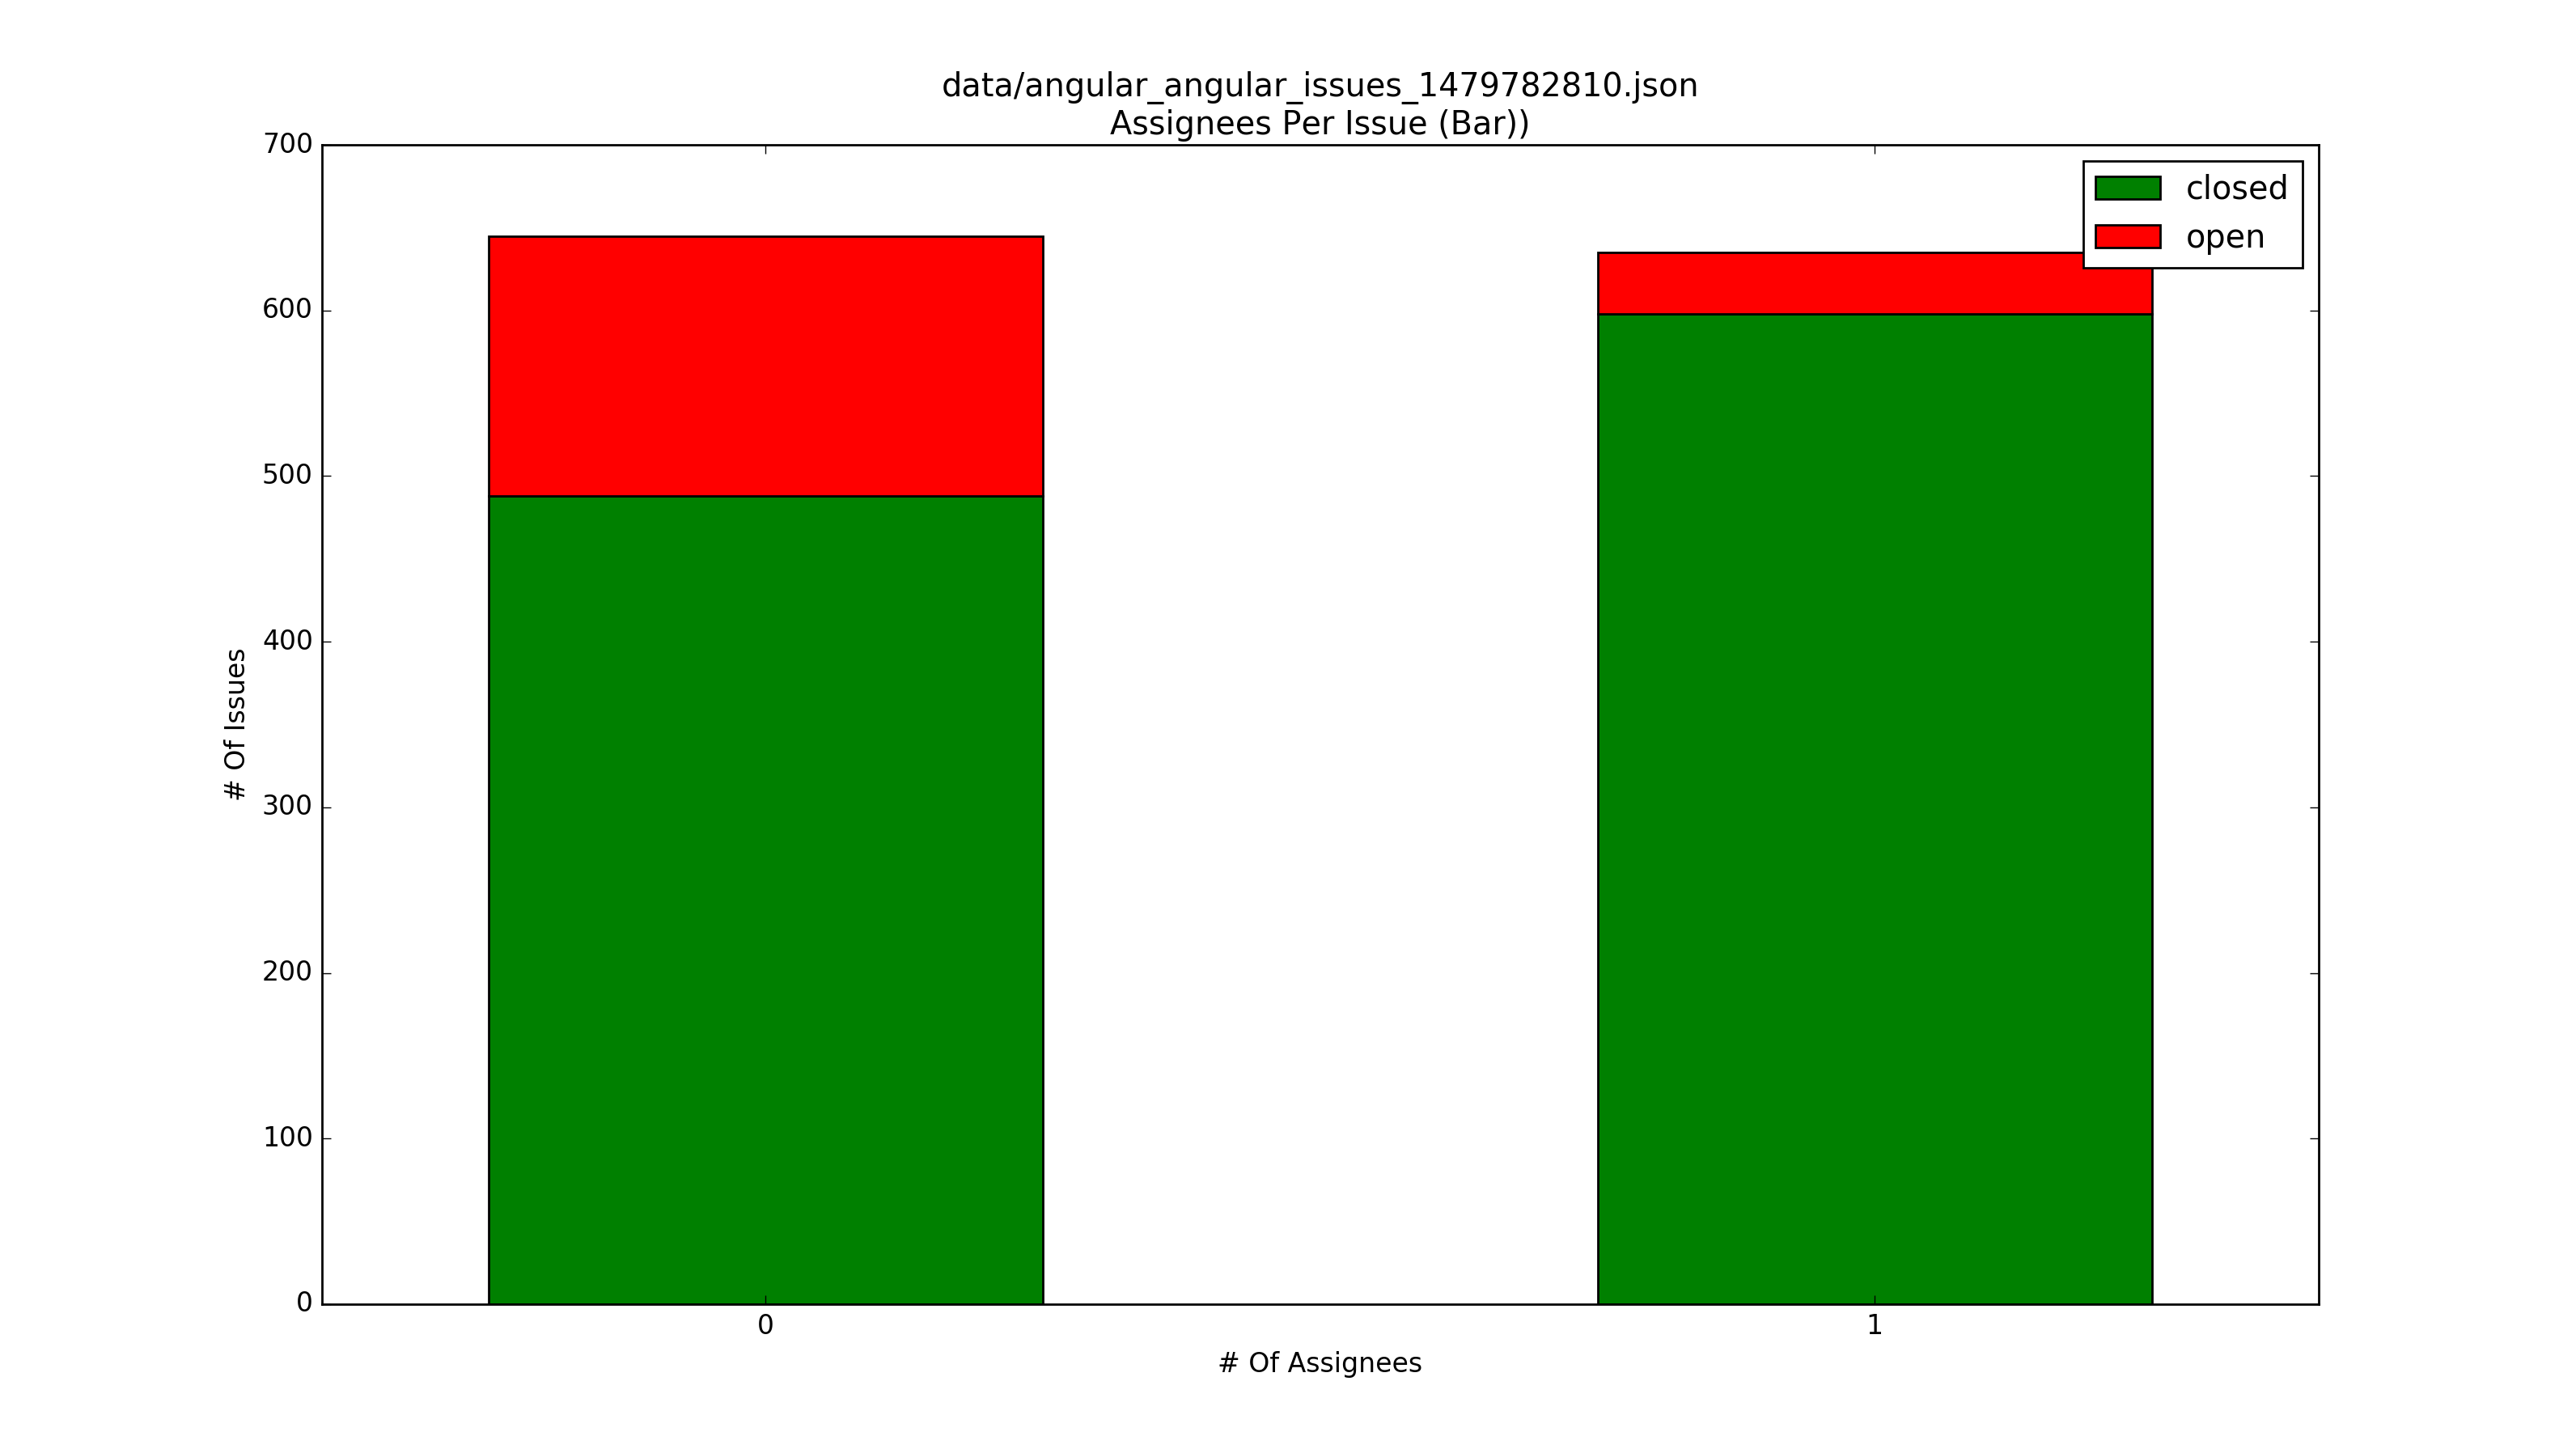 data/angular_angular_issues_1479782810.json
Assignees Per Issue (Bar))
closed
open
700
600
500
400
300
200
100
0
# Of Issues
0
1
# Of Assignees